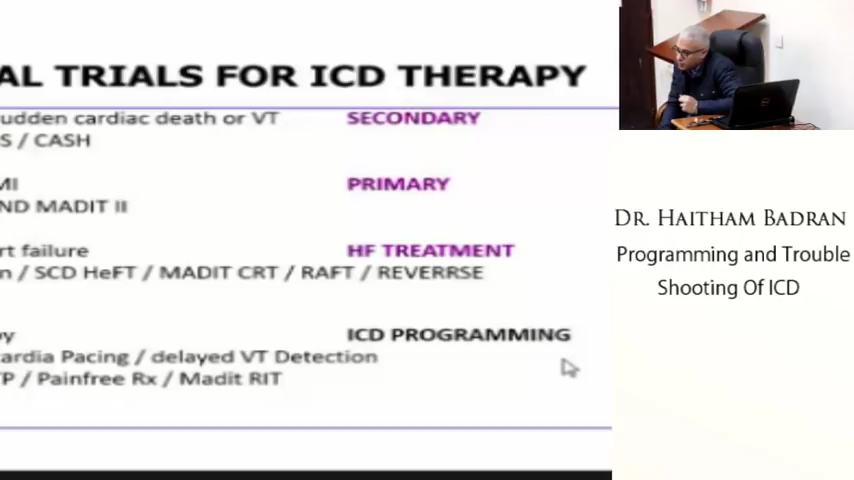 AL TRIALS FOR ICD THERAPY
udden cardiac death or VT SECONDARY
S / CASH
MI PRIMARY
ND MADIT II
rt failure HF TREATMENT
n / SCD HeFT / MADIT CRT / RAFT / REVERRSE
y ICD PROGRAMMING
ardia Pacing / delayed VT Detection
P / Painfree Rx / Madit RIT
Dr. Haitham Badran
Programming and Trouble
Shooting Of ICD